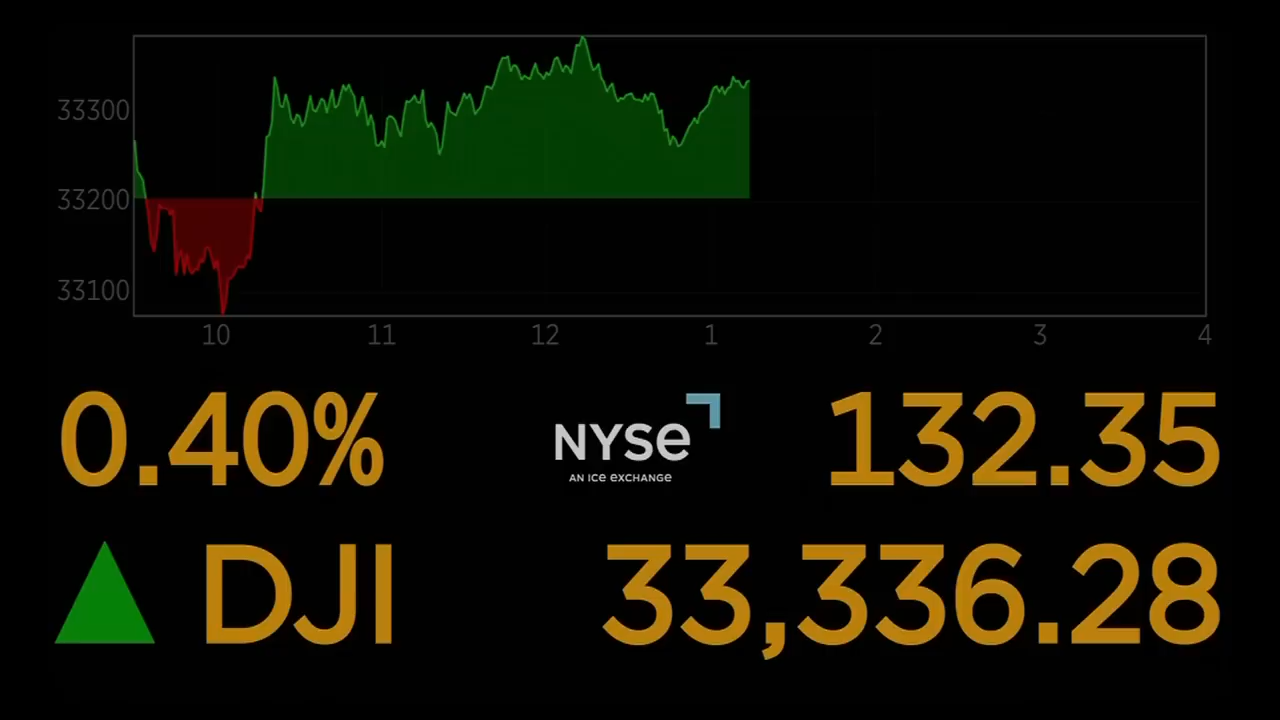 33300
33200
33100
10 11 12 1 2 3 4
0.40% NYSE 132.35
AN ICE EXCHANGE
DJI 33,336.28